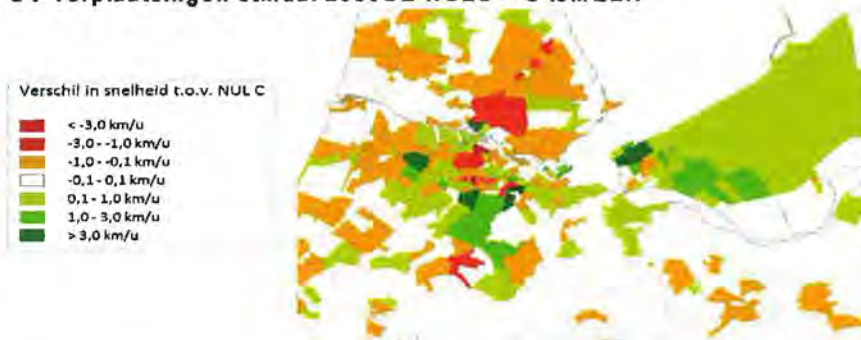 Verschil in snelheid t.o.v. NUL C
< -3,0 km/u
-3,0 - -1,0 km/u
-1,0 - -0,1 km/u
-0,1 - 0,1 km/u
0,1 - 1,0 km/u
1,0 - 3,0 km/u
> 3,0 km/u